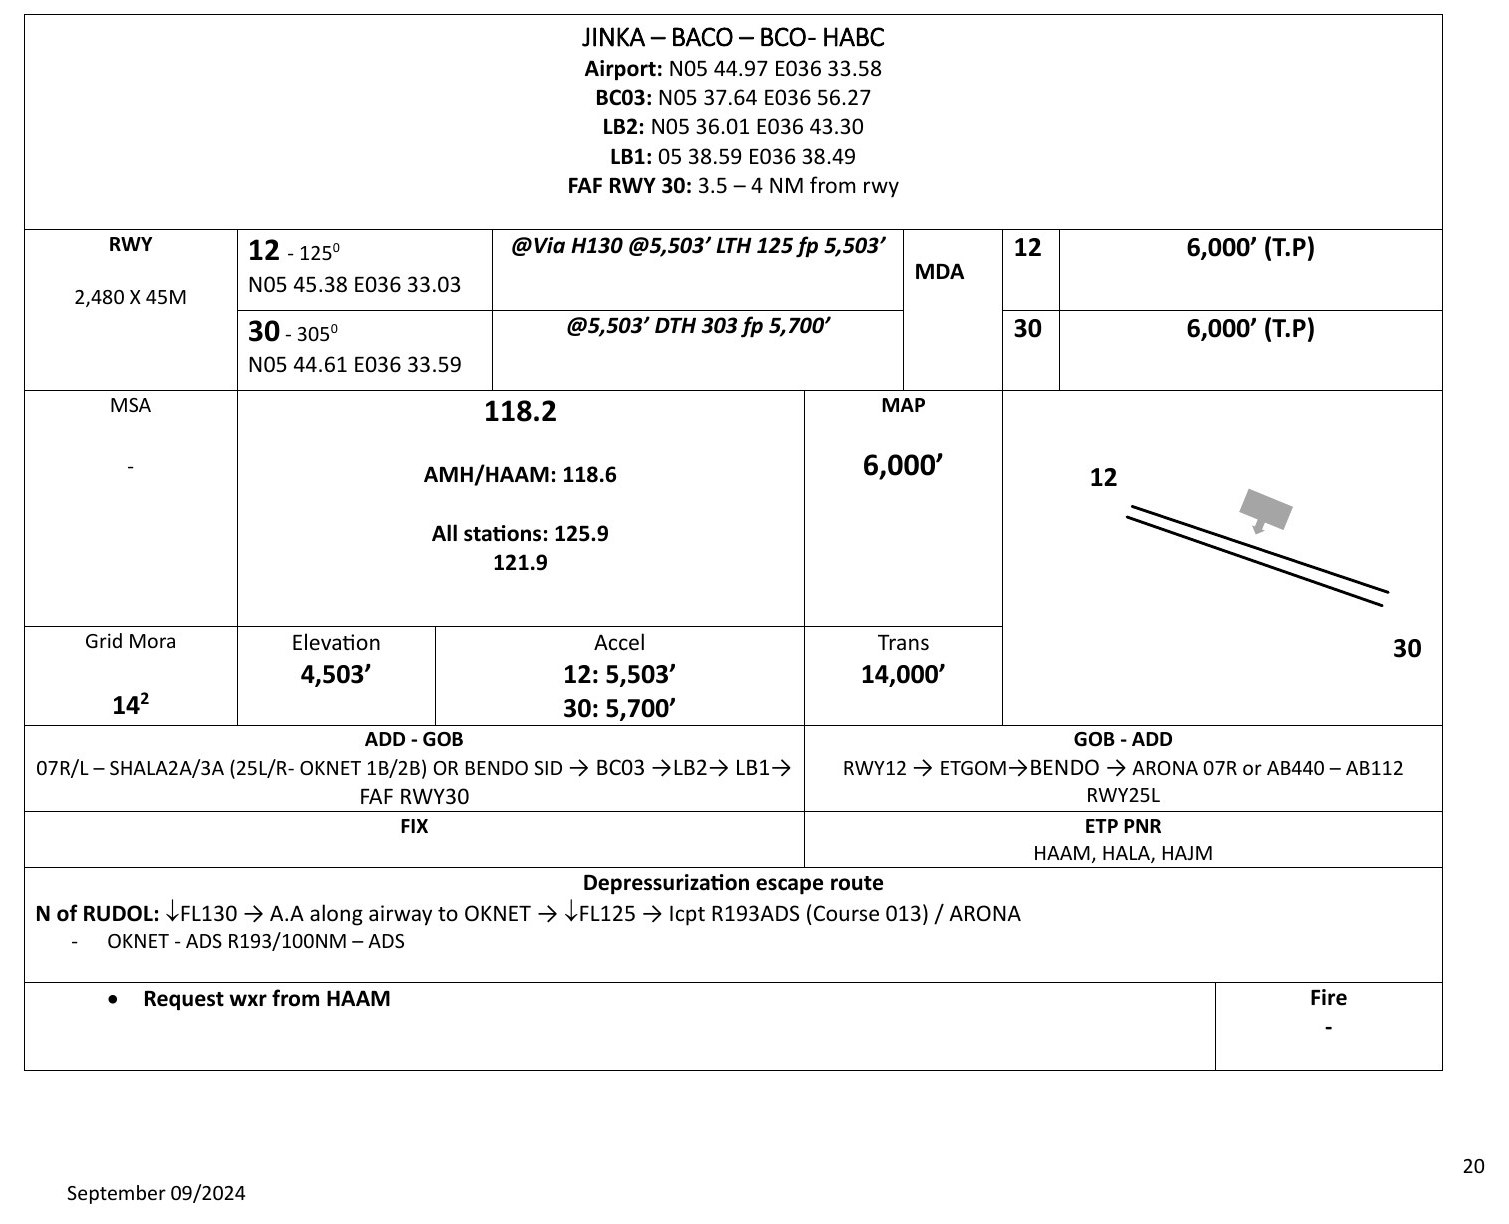 JINKA – BACO – BCO- HABC
Airport: N05 44.97 E036 33.58
BC03: N05 37.64 E036 56.27
LB2: N05 36.01 E036 43.30
LB1: 05 38.59 E036 38.49
FAF RWY 30: 3.5 – 4 NM from rwy
RWY
2,480 X 45M
12 - 125⁰
N05 45.38 E036 33.03
@Via H130 @5,503’ LTH 125 fp 5,503’
30 - 305⁰
N05 44.61 E036 33.59
@5,503’ DTH 303 fp 5,700’
MDA
12
6,000’ (T.P)
30
6,000’ (T.P)
MSA
-
118.2
AMH/HAAM: 118.6
All stations: 125.9
121.9
MAP
6,000’
12
30
Grid Mora
14²
Elevation
4,503’
Accel
12: 5,503’
30: 5,700’
Trans
14,000’
ADD - GOB
07R/L – SHALA2A/3A (25L/R- OKNET 1B/2B) OR BENDO SID → BC03 →LB2→ LB1→
FAF RWY30
GOB - ADD
RWY12 → ETGOM→BENDO → ARONA 07R or AB440 – AB112
RWY25L
FIX
ETP PNR
HAAM, HALA, HAJM
Depressurization escape route
N of RUDOL: ↓FL130 → A.A along airway to OKNET → ↓FL125 → Icpt R193ADS (Course 013) / ARONA
- OKNET - ADS R193/100NM – ADS
• Request wxr from HAAM
Fire
-
20
September 09/2024